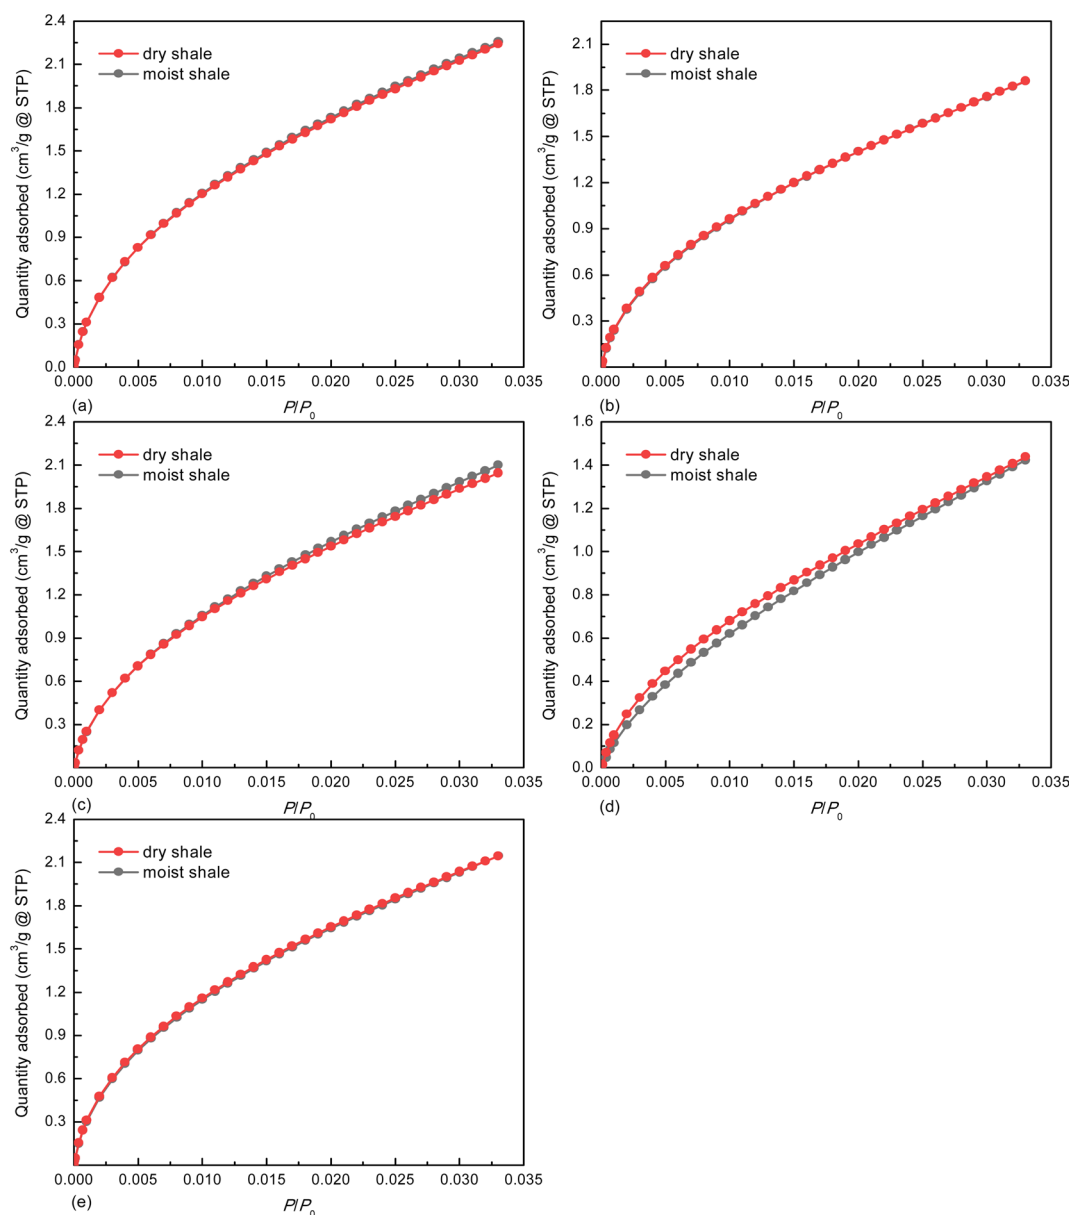 2.4
2.1
1.8
1.5
1.2
0.9
0.6
0.3
0.0
Quantity adsorbed (cm³/g @ STP)
dry shale
moist shale
0.000 0.005 0.010 0.015 0.020 0.025 0.030 0.035
(a)
P/P₀
2.1
1.8
1.5
1.2
0.9
0.6
0.3
Quantity adsorbed (cm³/g @ STP)
dry shale
moist shale
0.000 0.005 0.010 0.015 0.020 0.025 0.030 0.035
(b)
P/P₀
2.4
2.1
1.8
1.5
1.2
0.9
0.6
0.3
Quantity adsorbed (cm³/g @ STP)
dry shale
moist shale
0.000 0.005 0.010 0.015 0.020 0.025 0.030 0.035
(c)
P/P₀
1.6
1.4
1.2
1.0
0.8
0.6
0.4
0.2
0.0
Quantity adsorbed (cm³/g @ STP)
dry shale
moist shale
0.000 0.005 0.010 0.015 0.020 0.025 0.030 0.035
(d)
P/P₀
2.4
2.1
1.8
1.5
1.2
0.9
0.6
0.3
Quantity adsorbed (cm³/g @ STP)
dry shale
moist shale
0.000 0.005 0.010 0.015 0.020 0.025 0.030 0.035
(e)
P/P₀